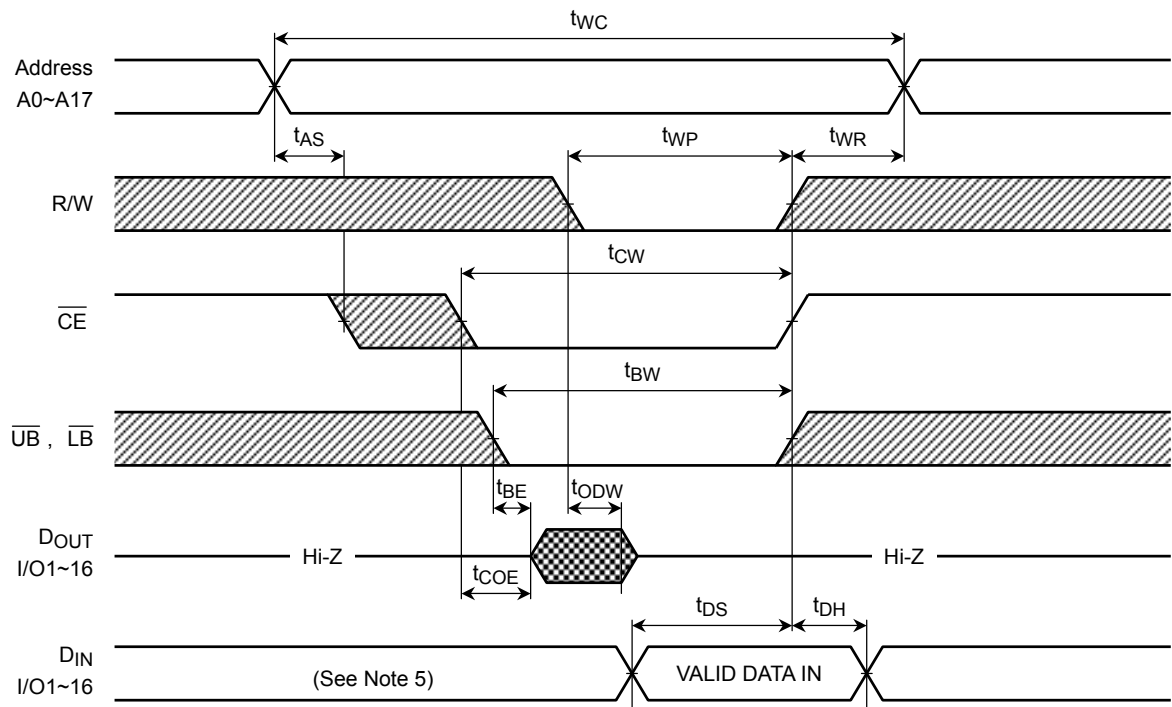 tWC
Address
A0~A17
tAS
tWP
tWR
R/W
tCW
CE
tBW
UB , LB
tBE
tODW
DOUT
I/O1~16
Hi-Z
Hi-Z
tCOE
tDS
tDH
DIN
I/O1~16
(See Note 5)
VALID DATA IN